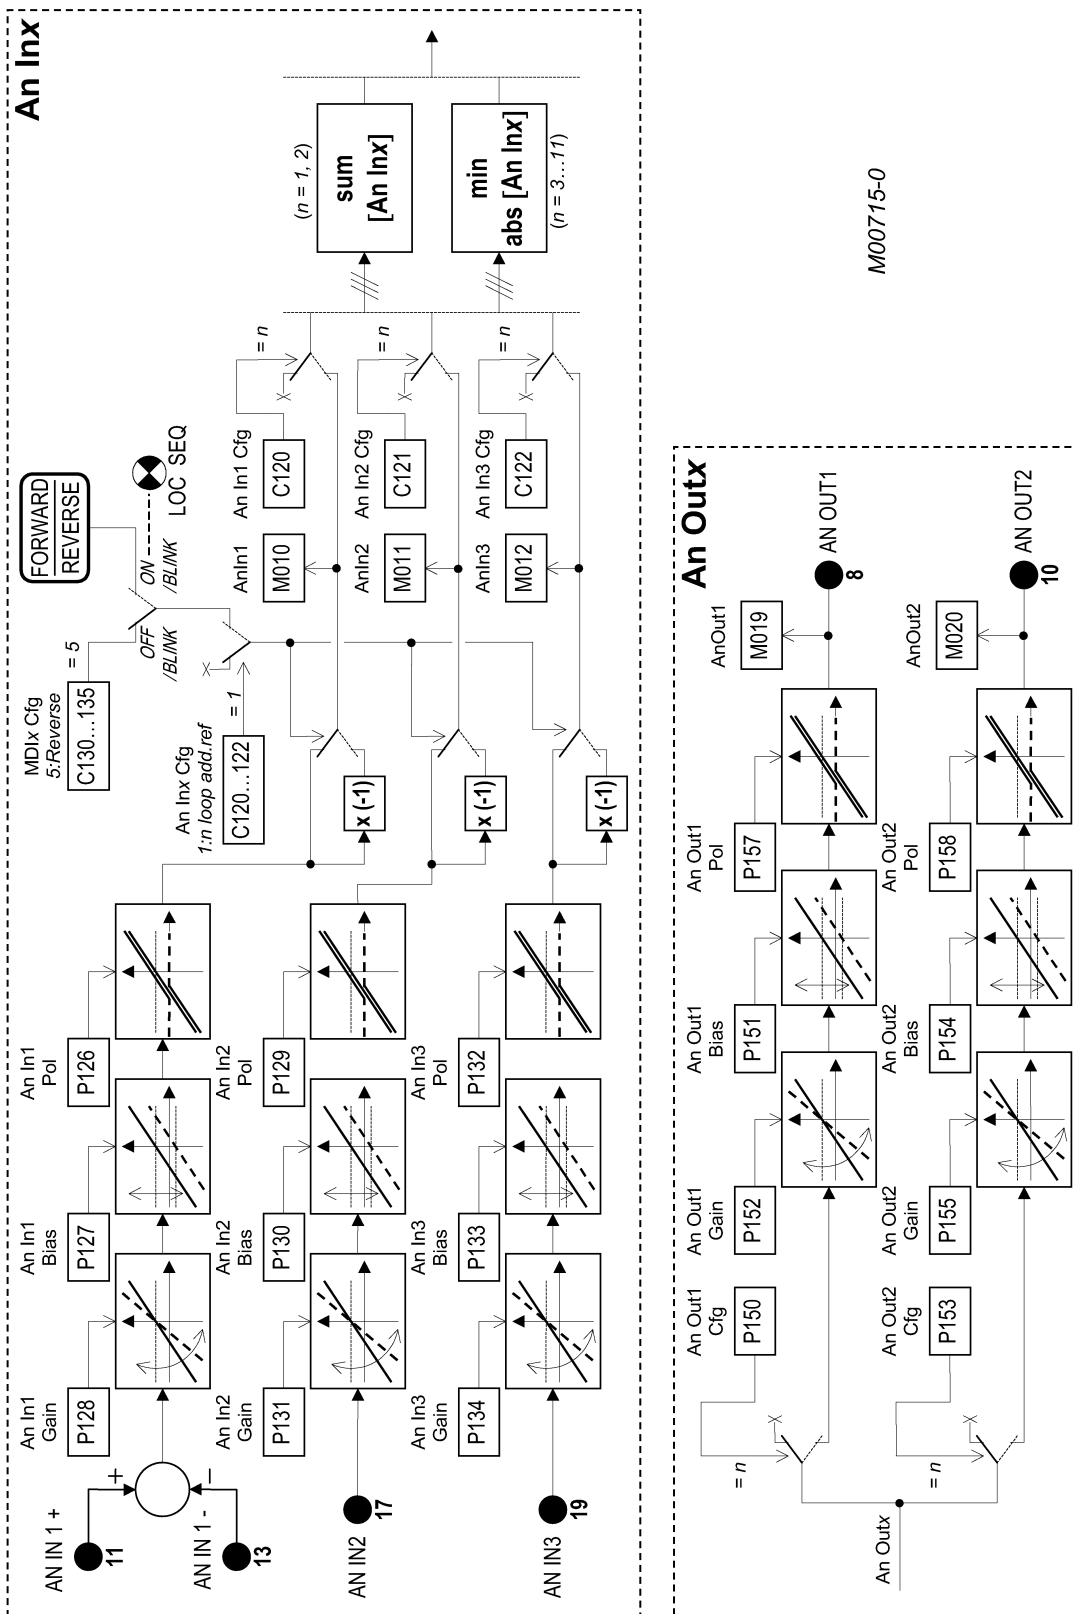 An Inx
AN IN 1 +
11
AN IN 1 -
13
+
–
An In1
Gain
P128
An In1
Bias
P127
An In1
Pol
P126
AN IN2
17
An In2
Gain
P131
An In2
Bias
P130
An In2
Pol
P129
AN IN3
19
An In3
Gain
P134
An In3
Bias
P133
An In3
Pol
P132
x (-1)
x (-1)
x (-1)
MDIx Cfg
5:Reverse
C130...135
= 5
An Inx Cfg
1:n loop add.ref
C120...122
= 1
OFF
/BLINK
ON
/BLINK
FORWARD
REVERSE
LOC SEQ
AnIn1
M010
An In1 Cfg
C120
= n
AnIn2
M011
An In2 Cfg
C121
= n
AnIn3
M012
An In3 Cfg
C122
= n
(n = 1, 2)
sum
[An Inx]
min
abs [An Inx]
(n = 3...11)
M00715-0
An Outx
An Outx
= n
An Out1
Cfg
P150
An Out1
Gain
P152
An Out1
Bias
P151
An Out1
Pol
P157
AnOut1
M019
AN OUT1
8
= n
An Out2
Cfg
P153
An Out2
Gain
P155
An Out2
Bias
P154
An Out2
Pol
P158
AnOut2
M020
AN OUT2
10